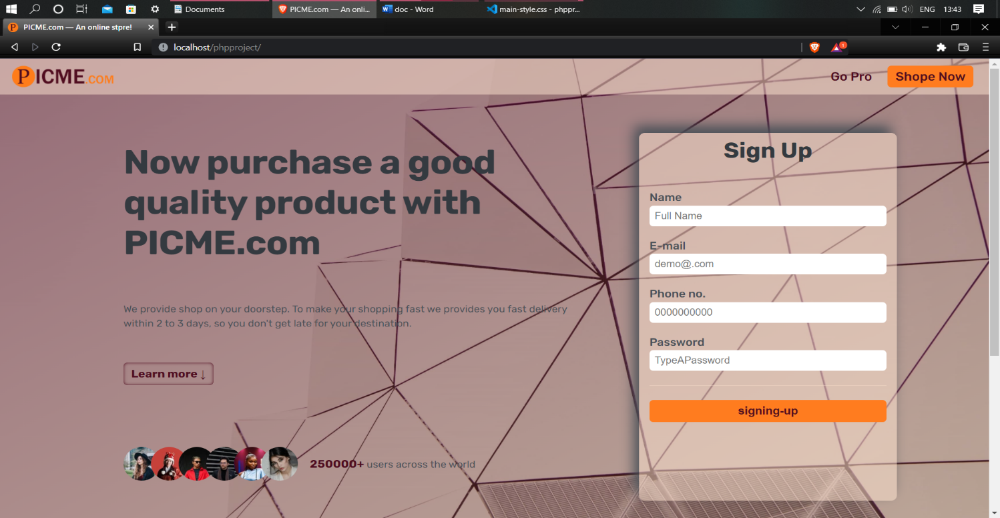 Documents
PICME.com — An onli...
doc - Word
main-style.css - phppr...
ENG
13:43
PICME.com — An online stpre!
localhost/phpproject/
1
PICME.COM
Go Pro
Shope Now
Now purchase a good
quality product with
PICME.com
We provide shop on your doorstep. To make your shopping fast we provides you fast delivery
within 2 to 3 days, so you don't get late for your destination.
Learn more ↓
250000+ users across the world
Sign Up
Name
Full Name
E-mail
demo@.com
Phone no.
0000000000
Password
TypeAPassword
signing-up